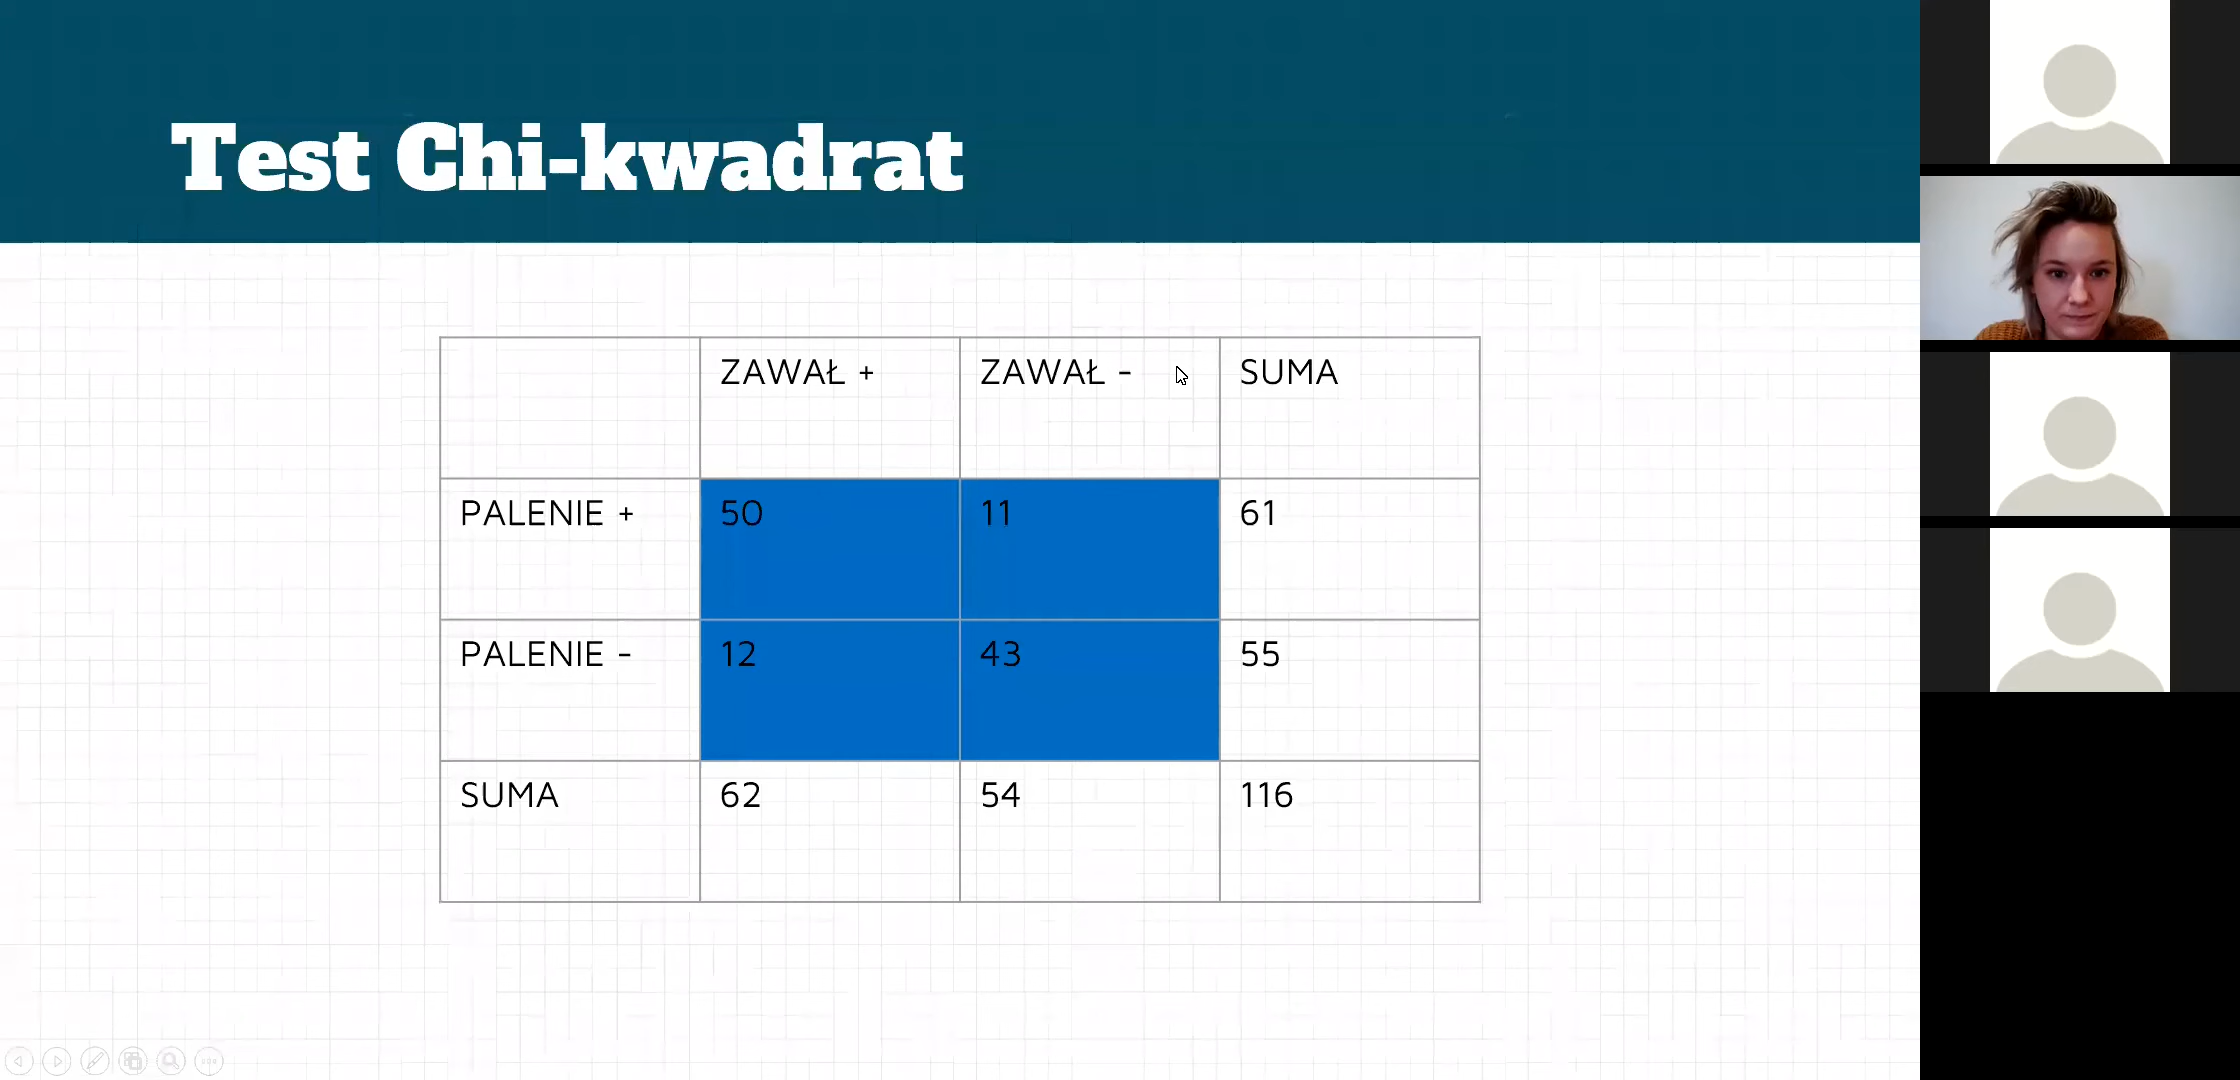 Test Chi-kwadrat
ZAWAŁ + ZAWAŁ - SUMA
PALENIE + 50 11 61
PALENIE - 12 43 55
SUMA 62 54 116